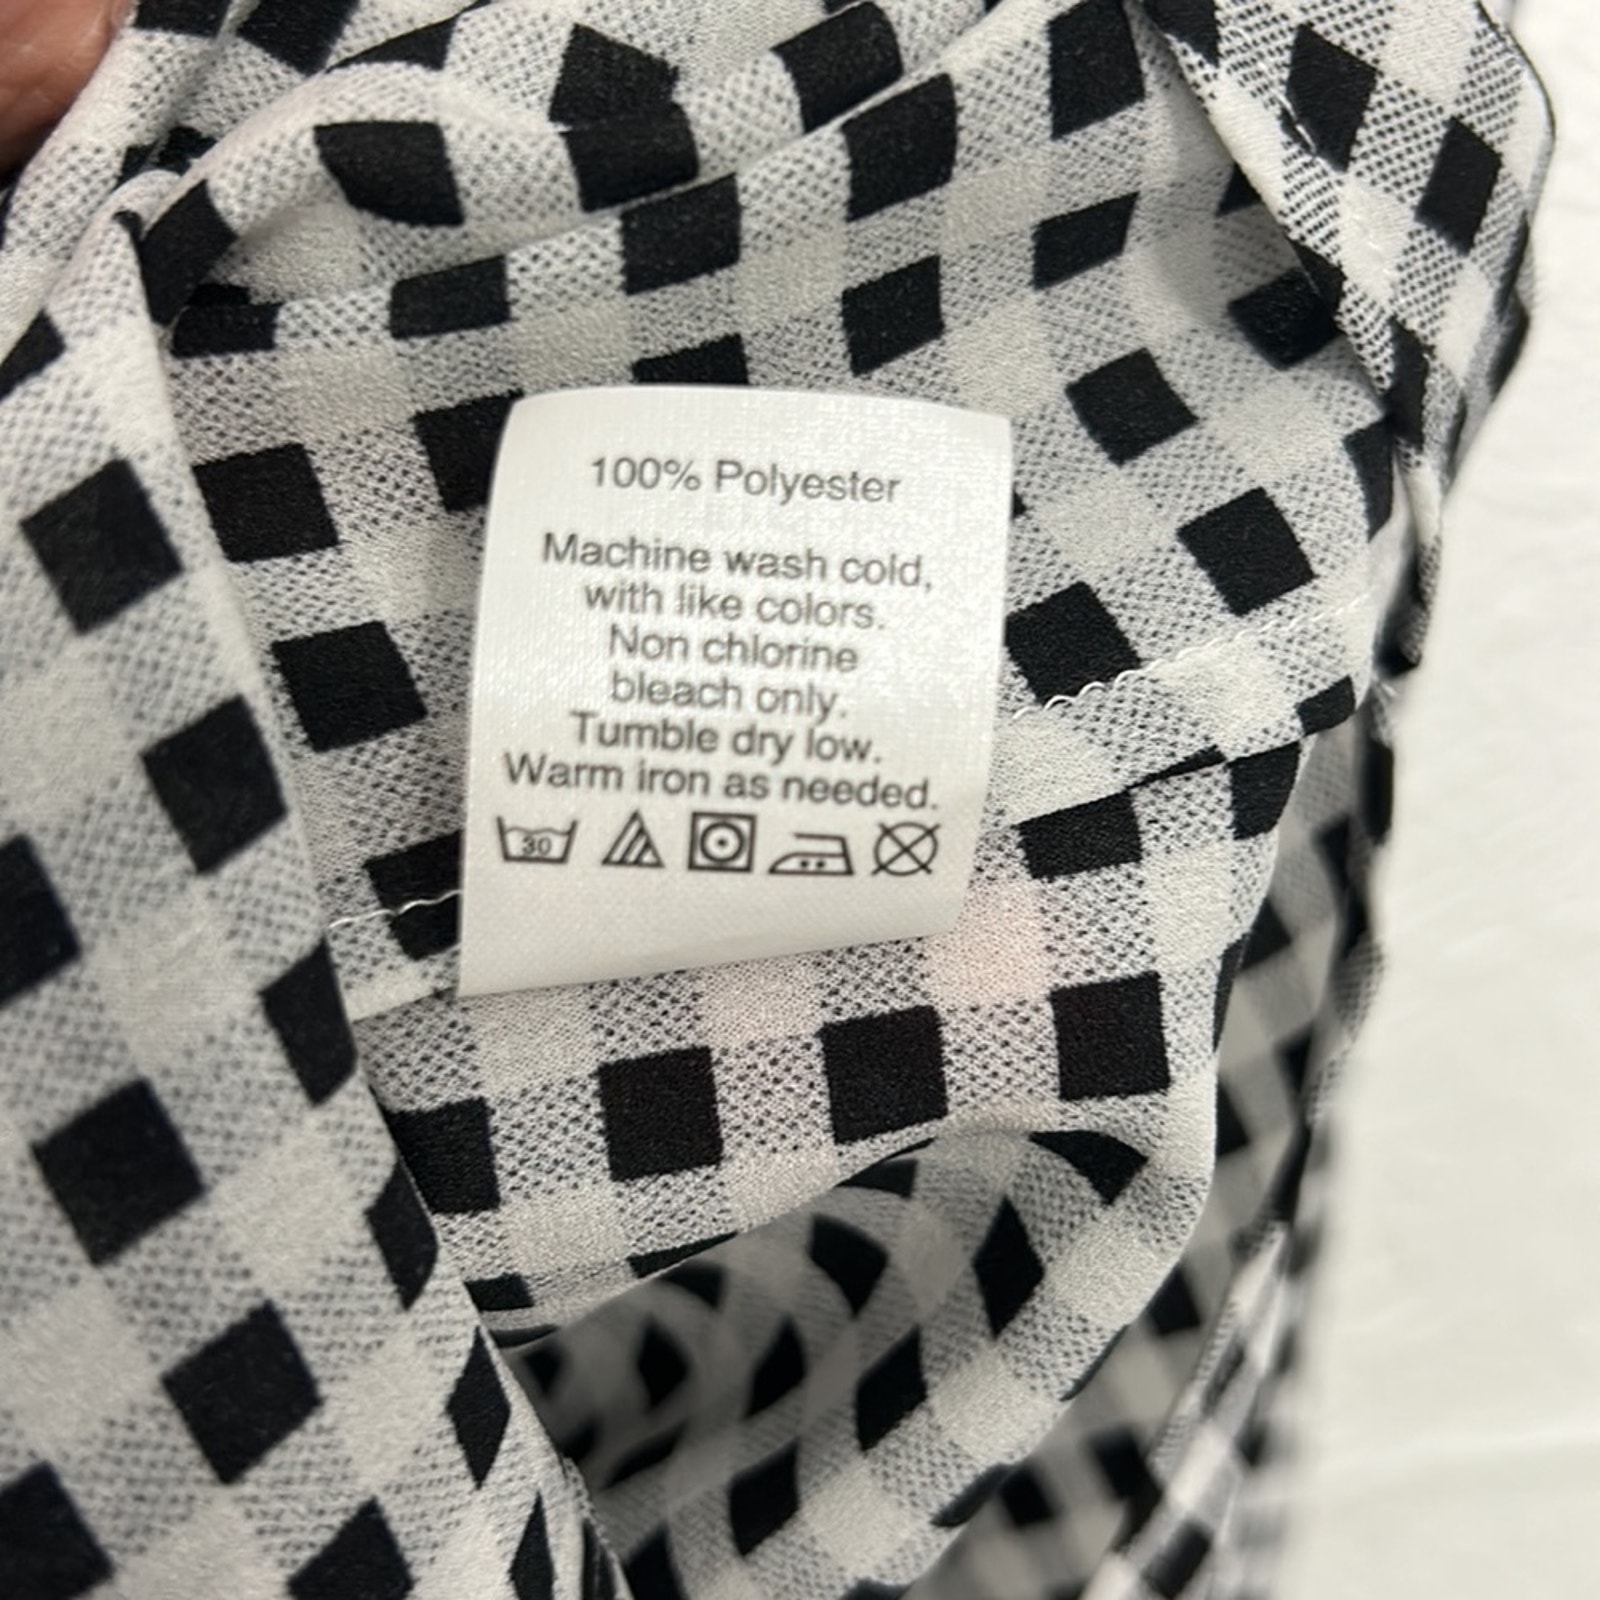 100% Polyester
Machine wash cold,
with like colors.
Non chlorine
bleach only.
Tumble dry low.
Warm iron as needed.
30